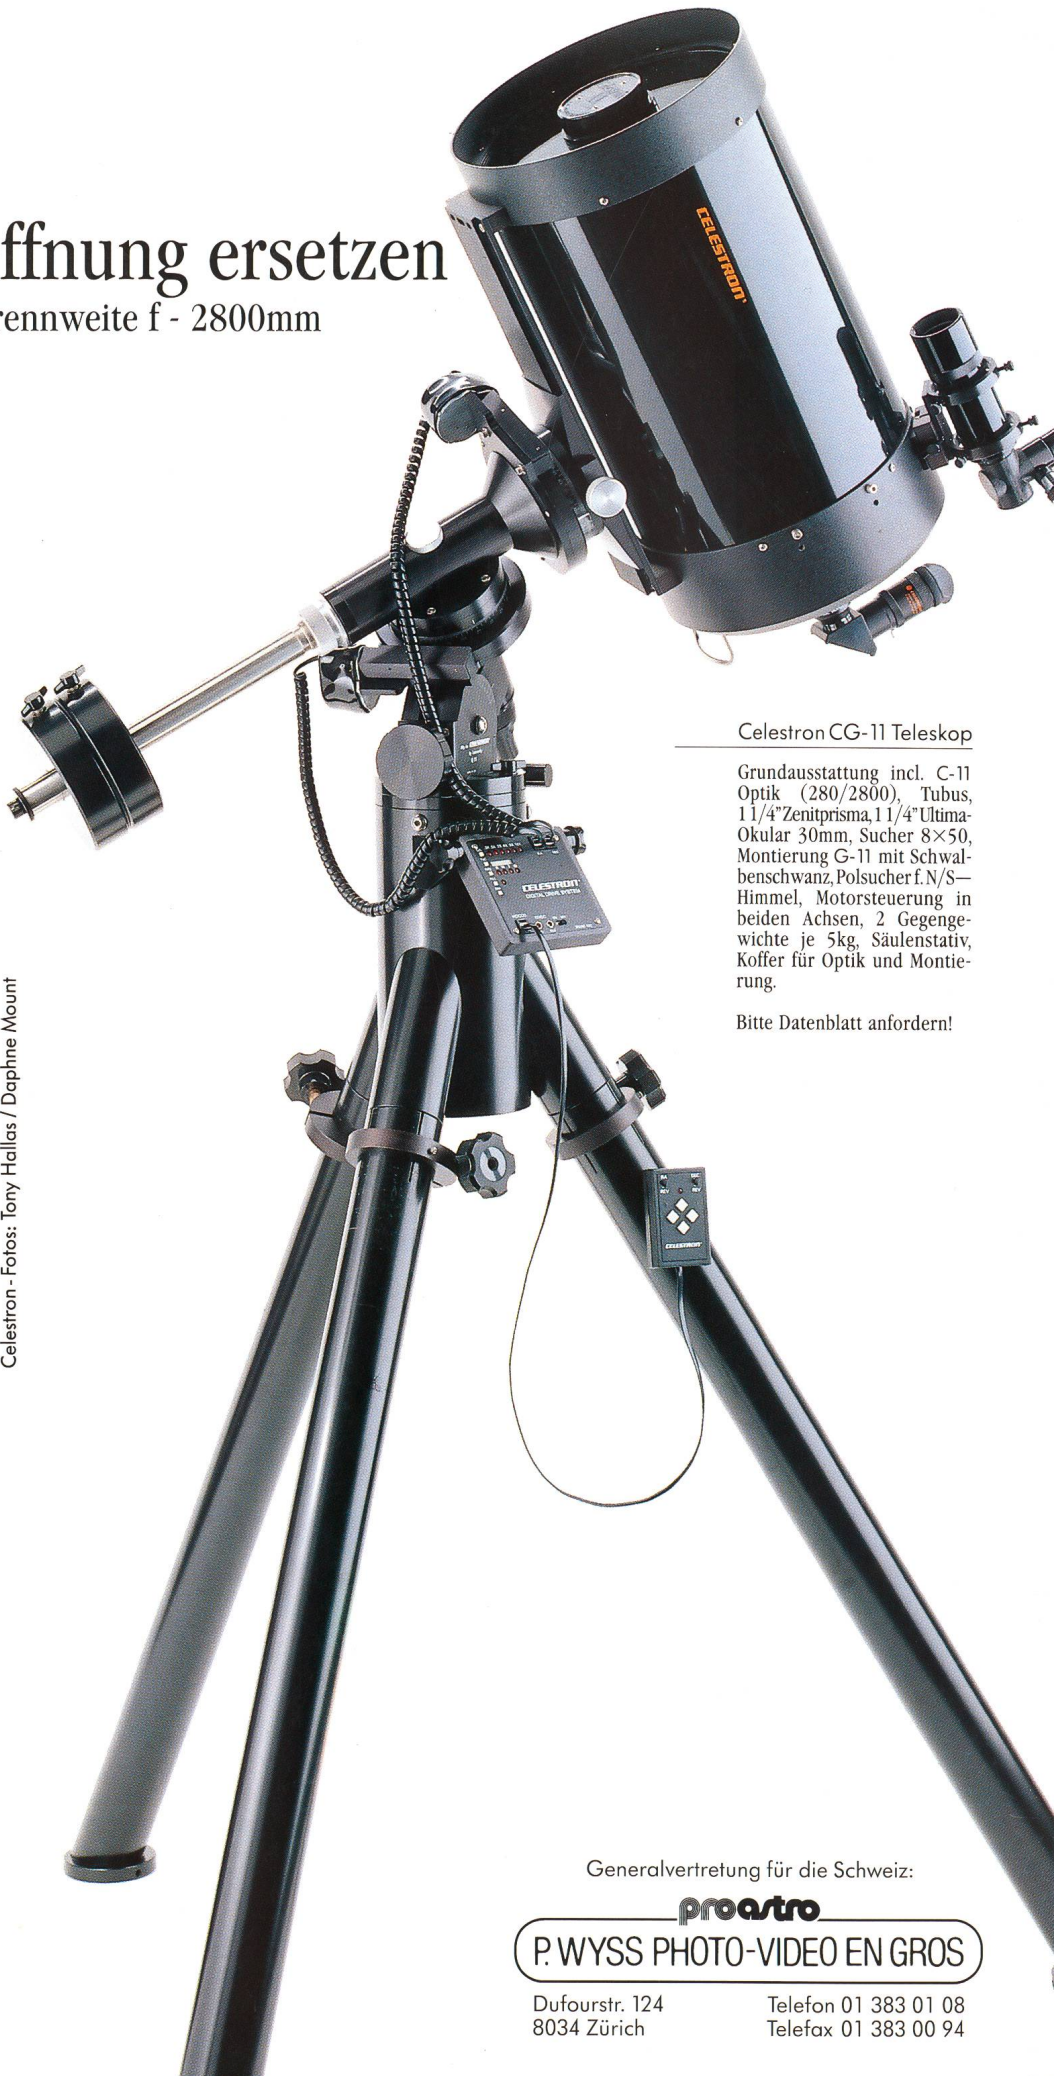 ffnung ersetzen
rennweite f - 2800mm
CELESTRON
Celestron CG-11 Teleskop
Grundausstattung incl. C-11
Optik (280/2800), Tubus,
1 1/4” Zenitprisma, 1 1/4” Ultima-
Okular 30mm, Sucher 8×50,
Montierung G-11 mit Schwal-
benschwanz, Polsucher f. N/S—
Himmel, Motorsteuerung in
beiden Achsen, 2 Gegenge-
wichte je 5kg, Säulenstativ,
Koffer für Optik und Montie-
rung.
Bitte Datenblatt anfordern!
CELESTRON
DIGITAL DRIVE SYSTEM
Celestron - Fotos: Tony Hallas / Daphne Mount
RA DEC
REV REV
CELESTRON
Generalvertretung für die Schweiz:
proastro
P. WYSS PHOTO-VIDEO EN GROS
Dufourstr. 124
8034 Zürich
Telefon 01 383 01 08
Telefax 01 383 00 94